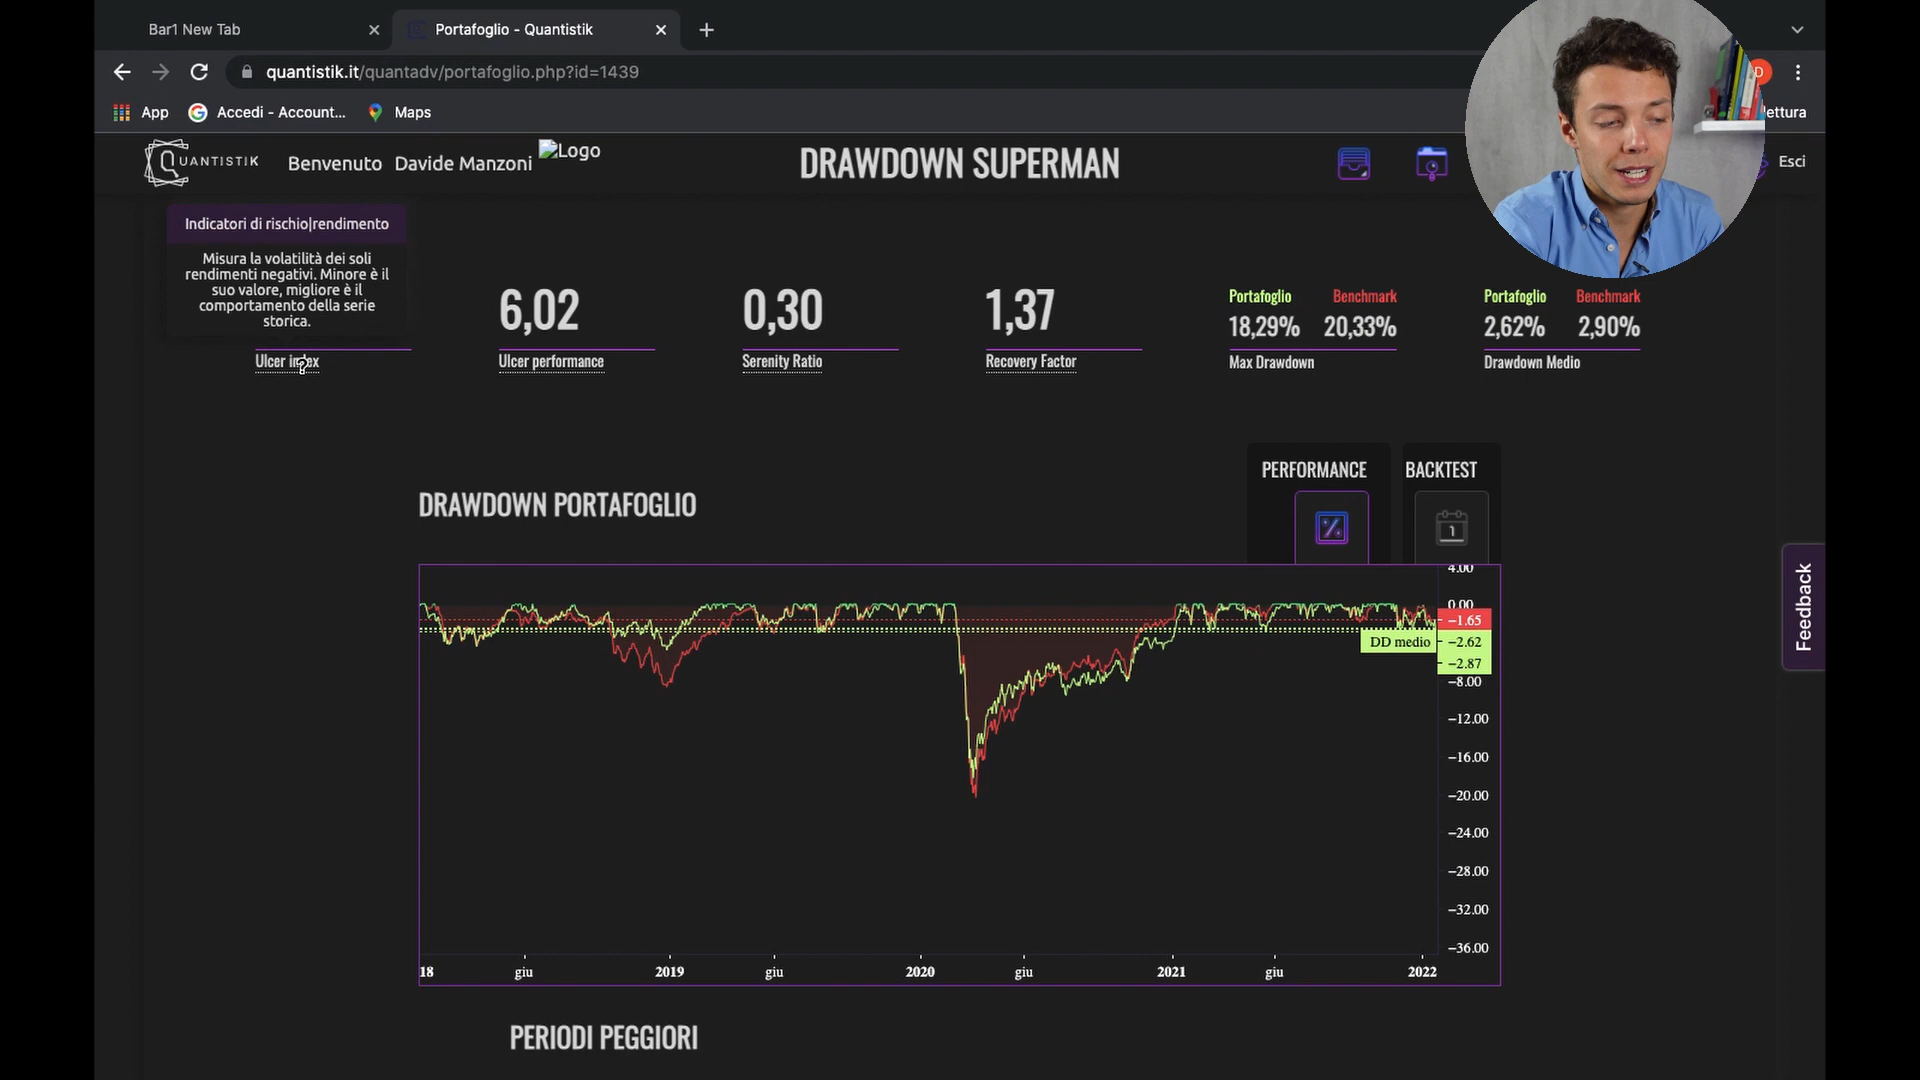 Bar1 New Tab
Portafoglio - Quantistik
quantistik.it/quantadv/portafoglio.php?id=1439
D
App
Accedi - Account...
Maps
lettura
QUANTISTIK
Benvenuto Davide Manzoni
Logo
DRAWDOWN SUPERMAN
Esci
Indicatori di rischio|rendimento
Misura la volatilità dei soli
rendimenti negativi. Minore è il
suo valore, migliore è il
comportamento della serie
storica.
Ulcer index
6,02
Ulcer performance
0,30
Serenity Ratio
1,37
Recovery Factor
Portafoglio Benchmark
18,29% 20,33%
Max Drawdown
Portafoglio Benchmark
2,62% 2,90%
Drawdown Medio
PERFORMANCE
BACKTEST
1
DRAWDOWN PORTAFOGLIO
4.00
0.00
−1.65
DD medio −2.62
−2.87
−8.00
−12.00
−16.00
−20.00
−24.00
−28.00
−32.00
−36.00
18 giu 2019 giu 2020 giu 2021 giu 2022
Feedback
PERIODI PEGGIORI